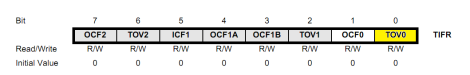 Bit 7 6 5 4 3 2 1 0
OCF2 TOV2 ICF1 OCF1A OCF1B TOV1 OCF0 TOV0 TIFR
Read/Write R/W R/W R/W R/W R/W R/W R/W R/W
Initial Value 0 0 0 0 0 0 0 0